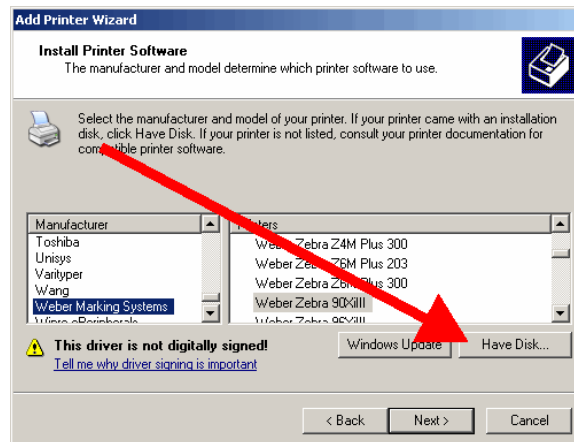 Add Printer Wizard
Install Printer Software
The manufacturer and model determine which printer software to use.
Select the manufacturer and model of your printer. If your printer came with an installation
disk, click Have Disk. If your printer is not listed, consult your printer documentation for
compatible printer software.
Manufacturer
Toshiba
Unisys
Varityper
Wang
Weber Marking Systems
Printers
Weber Zebra Z4M Plus 300
Weber Zebra Z6M Plus 203
Weber Zebra Z6M Plus 300
Weber Zebra 90XiIII
This driver is not digitally signed!
Tell me why driver signing is important
Windows Update
Have Disk...
< Back
Next >
Cancel